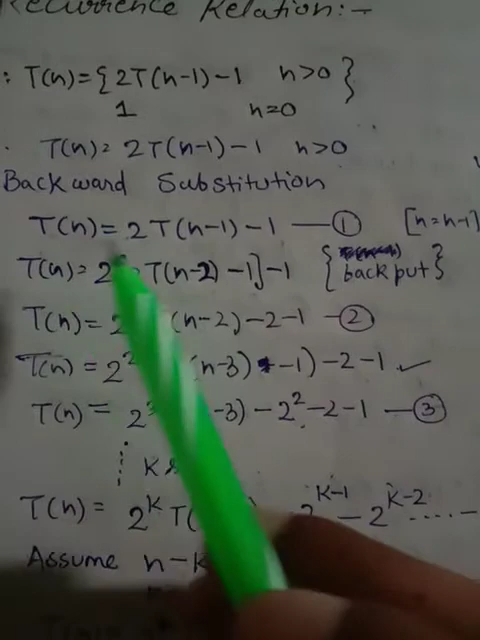 Recurrence Relation:-
: T(n) = { 2T(n-1)-1 n>0 }
1 n=0
. T(n) = 2T(n-1)-1 n>0
Backward Substitution
T(n) = 2T(n-1)-1 — ① [n=n-1]
T(n) = 2 T(n-2)-1]-1 { back put }
T(n) = 2 (n-2)-2-1 — ②
T(n) = 2² (n-3) -1)-2-1 ✓
T(n) = 2 -3)-2²-2-1 — ③
K
T(n) = 2^K T( 2^K-1 - 2^K-2 ..... -
Assume n-K